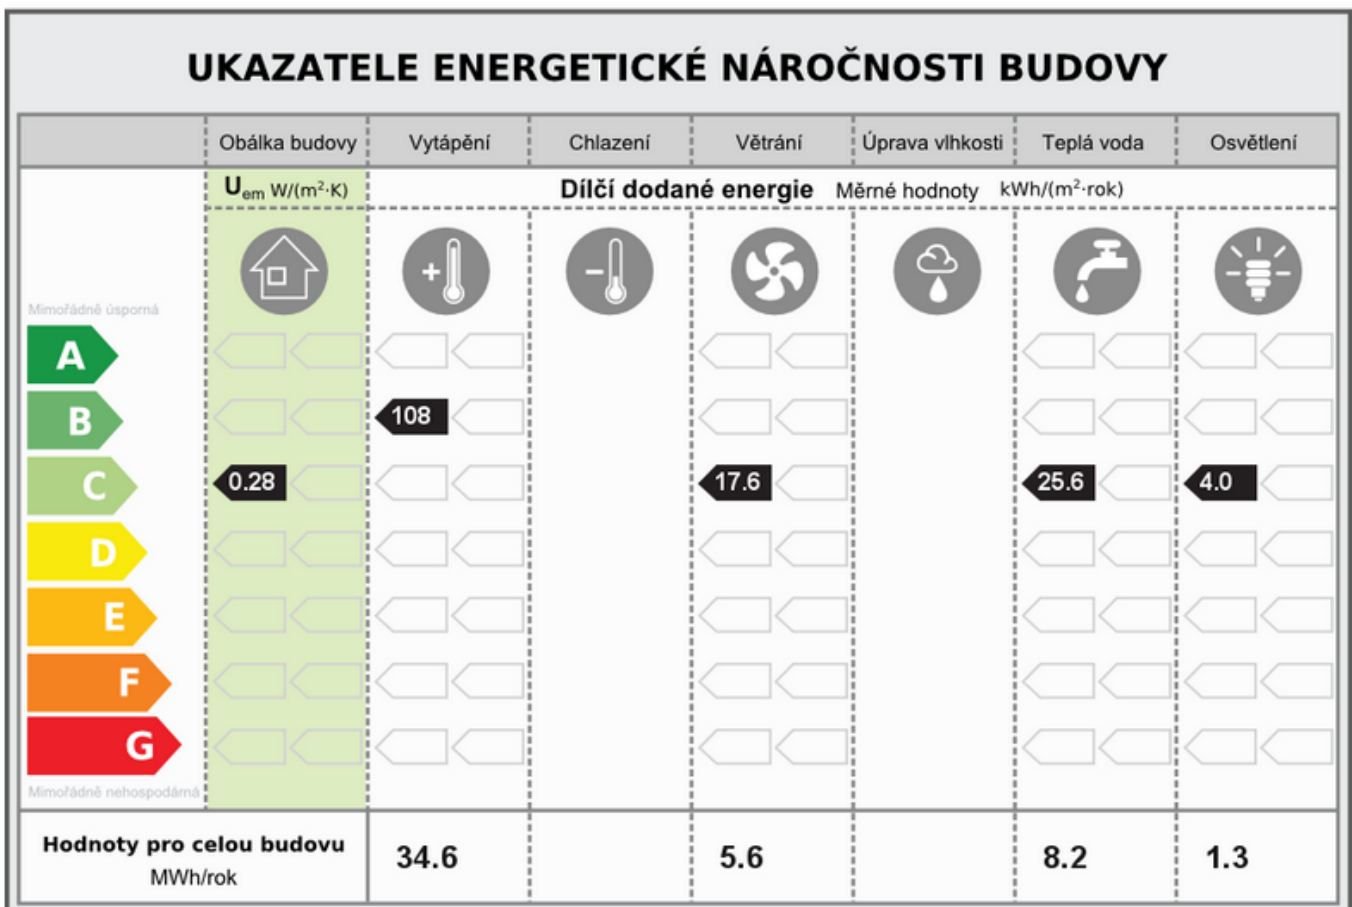 UKAZATELE ENERGETICKÉ NÁROČNOSTI BUDOVY
Obálka budovy Vytápění Chlazení Větrání Úprava vlhkosti Teplá voda Osvětlení
Uem W/(m²·K) Dílčí dodané energie Měrné hodnoty kWh/(m²·rok)
Mimořádně úsporná
A
B 108
C 0.28 17.6 25.6 4.0
D
E
F
G
Mimořádně nehospodárná
Hodnoty pro celou budovu
MWh/rok
34.6 5.6 8.2 1.3